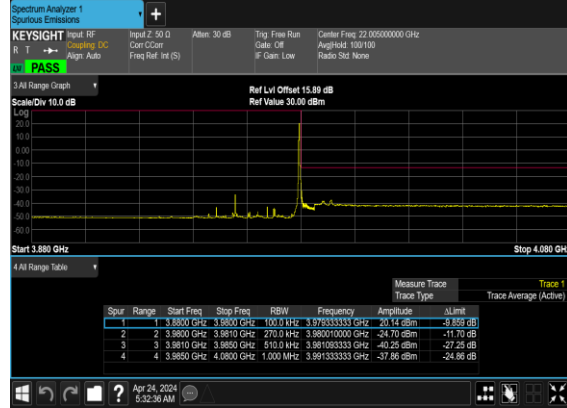 Spectrum Analyzer 1
Spurious Emissions
+
KEYSIGHT Input: RF Input Z: 50 Ω Atten: 30 dB Trig: Free Run Center Freq: 22.005000000 GHz
R T Coupling: DC Corr CCorr Gate: Off Avg|Hold: 100/100
Align: Auto Freq Ref: Int (S) IF Gain: Low Radio Std: None
PASS
3 All Range Graph Ref Lvl Offset 15.89 dB
Scale/Div 10.0 dB Ref Value 30.00 dBm
Log
20.0
10.0
0.00
-10.0
-20.0
-30.0
-40.0
-50.0
-60.0
Start 3.880 GHz Stop 4.080 GHz
4 All Range Table
Measure Trace Trace 1
Trace Type Trace Average (Active)
Spur Range Start Freq Stop Freq RBW Frequency Amplitude ΔLimit
1 1 3.8800 GHz 3.9800 GHz 100.0 kHz 3.979333333 GHz 20.14 dBm -9.859 dB
2 2 3.9800 GHz 3.9810 GHz 270.0 kHz 3.980010000 GHz -24.70 dBm -11.70 dB
3 3 3.9810 GHz 3.9850 GHz 510.0 kHz 3.981093333 GHz -40.25 dBm -27.25 dB
4 4 3.9850 GHz 4.0800 GHz 1.000 MHz 3.991333333 GHz -37.86 dBm -24.86 dB
? Apr 24, 2024
5:32:36 AM